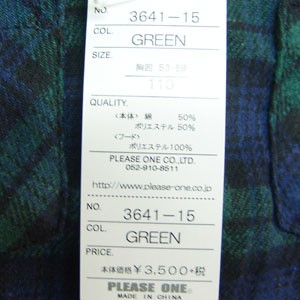 NO. 3641-15
COL. GREEN
SIZE.
胸囲 53-59
110
QUALITY.
〈本体〉 綿 50%
ポリエステル 50%
〈フード〉
ポリエステル100%
PLEASE ONE CO.,LTD.
052-910-8511
http://www.please-one.co.jp
NO. 3641-15
COL. GREEN
PRICE.
本体価格 ¥3,500+税
PLEASE ONE.
MADE IN CHINA